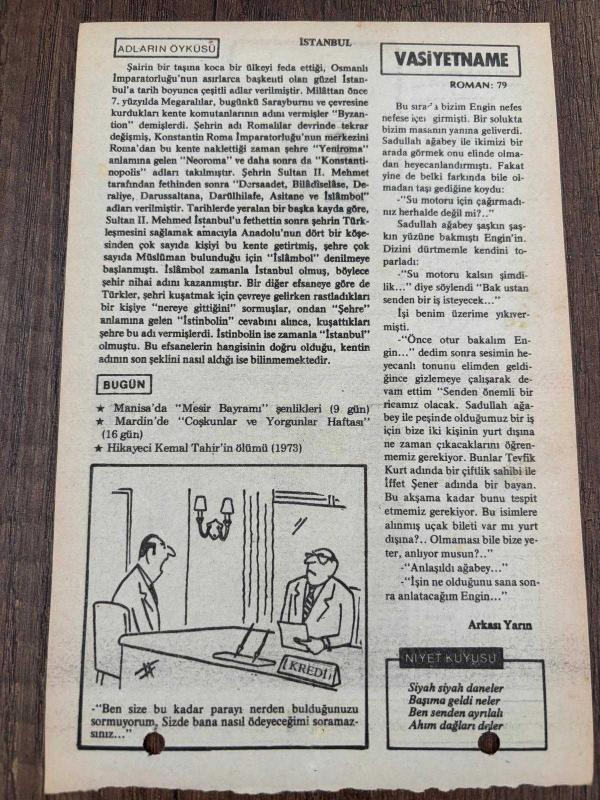 ADLARIN ÖYKÜSÜ
İSTANBUL
Şairin bir taşına koca bir ülkeyi feda ettiği, Osmanlı
İmparatorluğu'nun asırlarca başkenti olan güzel İstan-
bul'a tarih boyunca çeşitli adlar verilmiştir. Milâttan önce
7. yüzyılda Megaralılar, bugünkü Sarayburnu ve çevresine
kurdukları kente komutanlarının adını vermişler "Byzan-
tion" demişlerdi. Şehrin adı Romalılar devrinde tekrar
değişmiş, Konstantin Roma İmparatorluğu'nun merkezini
Roma'dan bu kente naklettiği zaman şehre "Yeniroma"
anlamına gelen "Neoroma" ve daha sonra da "Konstanti-
nopolis" adları takılmıştır. Şehrin Sultan II. Mehmet
tarafından fethinden sonra "Dersaadet, Bilâdiselâse, De-
raliye, Darussaltana, Darülhilafe, Asitane ve İslâmbol"
adları verilmiştir. Tarihlerde yeralan bir başka kayda göre,
Sultan II. Mehmed İstanbul'u fethettin sonra şehrin Türk-
leşmesini sağlamak amacıyla Anadolu'nun dört bir köşe-
sinden çok sayıda kişiyi bu kente getirtmiş, şehre çok
sayıda Müslüman bulunduğu için "İslâmbol" denilmeye
başlanmıştı. İslâmbol zamanla İstanbul olmuş, böylece
şehir nihai adını kazanmıştır. Bir diğer efsaneye göre de
Türkler, şehri kuşatmak için çevreye gelirken rastladıkları
bir kişiye "nereye gittiğini" sormuşlar, ondan "Şehre"
anlamına gelen "İstinbolin" cevabını alınca, kuşattıkları
şehre bu adı vermişlerdi. İstinbolin ise zamanla "İstanbul"
olmuştu. Bu efsanelerin hangisinin doğru olduğu, kentin
adının son şeklini nasıl aldığı ise bilinmemektedir.
BUGÜN
★ Manisa'da "Mesir Bayramı" şenlikleri (9 gün)
★ Mardin'de "Coşkunlar ve Yorgunlar Haftası"
(16 gün)
★ Hikayeci Kemal Tahir'in ölümü (1973)
KREDİ
-"Ben size bu kadar parayı nerden bulduğunuzu
sormuyorum, Sizde bana nasıl ödeyeceğimi soramaz-
sınız..."
VASİYETNAME
ROMAN: 79
Bu sırada bizim Engin nefes
nefese içeri girmişti. Bir solukta
bizim masanın yanına geliverdi.
Sadullah ağabey ile ikimizi bir
arada görmek onu elinde olma-
dan heyecanlandırmıştı. Fakat
yine de belki farkında bile ol-
madan taşı gediğine koydu:
-"Su motoru için çağırmadı-
nız herhalde değil mi?.."
Sadullah ağabey şaşkın şaş-
kın yüzüne bakmıştı Engin'in.
Dizini dürtmemle kendini to-
parladı:
-"Su motoru kalsın şimdi-
lik..." diye söylendi "Bak ustan
senden bir iş isteyecek..."
İşi benim üzerime yıkıver-
mişti.
-"Önce otur bakalım En-
gin..." dedim sonra sesimin he-
yecanlı tonunu elimden geldi-
ğince gizlemeye çalışarak de-
vam ettim "Senden önemli bir
ricamız olacak. Sadullah ağa-
bey ile peşinde olduğumuz bir iş
için bize iki kişinin yurt dışına
ne zaman çıkacaklarını öğren-
memiz gerekiyor. Bunlar Tevfik
Kurt adında bir çiftlik sahibi ile
İffet Şener adında bir bayan.
Bu akşama kadar bunu tespit
etmemiz gerekiyor. Bu isimlere
alınmış uçak bileti var mı yurt
dışına?.. Olmaması bile bize ye-
ter, anlıyor musun?.."
-"Anlaşıldı ağabey..."
-"İşin ne olduğunu sana son-
ra anlatacağım Engin..."
Arkası Yarın
NİYET KUYUSU
Siyah siyah daneler
Başıma geldi neler
Ben senden ayrılalı
Ahım dağları deler